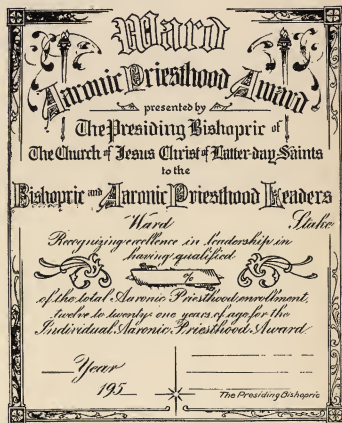 Ward
Aaronic Priesthood Award
presented by
The Presiding Bishopric of
The Church of Jesus Christ of Latter-day Saints
to the
Bishopric and Aaronic Priesthood Leaders
Ward Stake
Recognizing excellence in leadership in
having qualified
%
of the total Aaronic Priesthood enrollment,
twelve to twenty one years of age for the
Individual Aaronic Priesthood Award
Year
195
The Presiding Bishopric